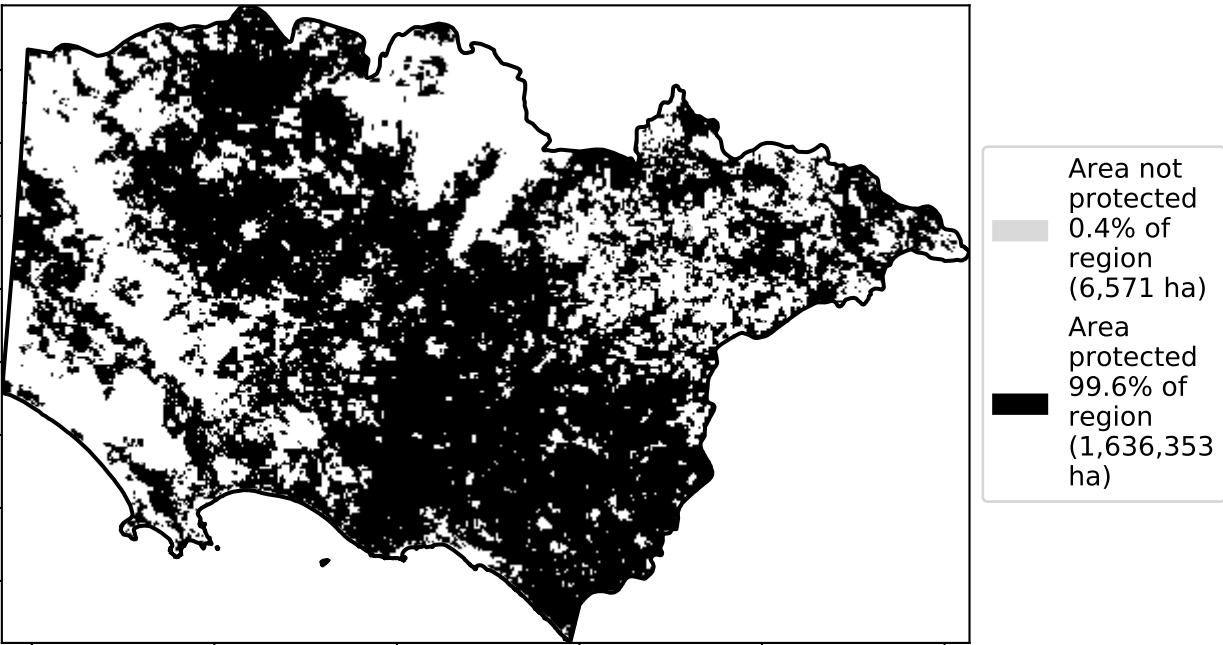 Area not
protected
0.4% of
region
(6,571 ha)
Area
protected
99.6% of
region
(1,636,353
ha)